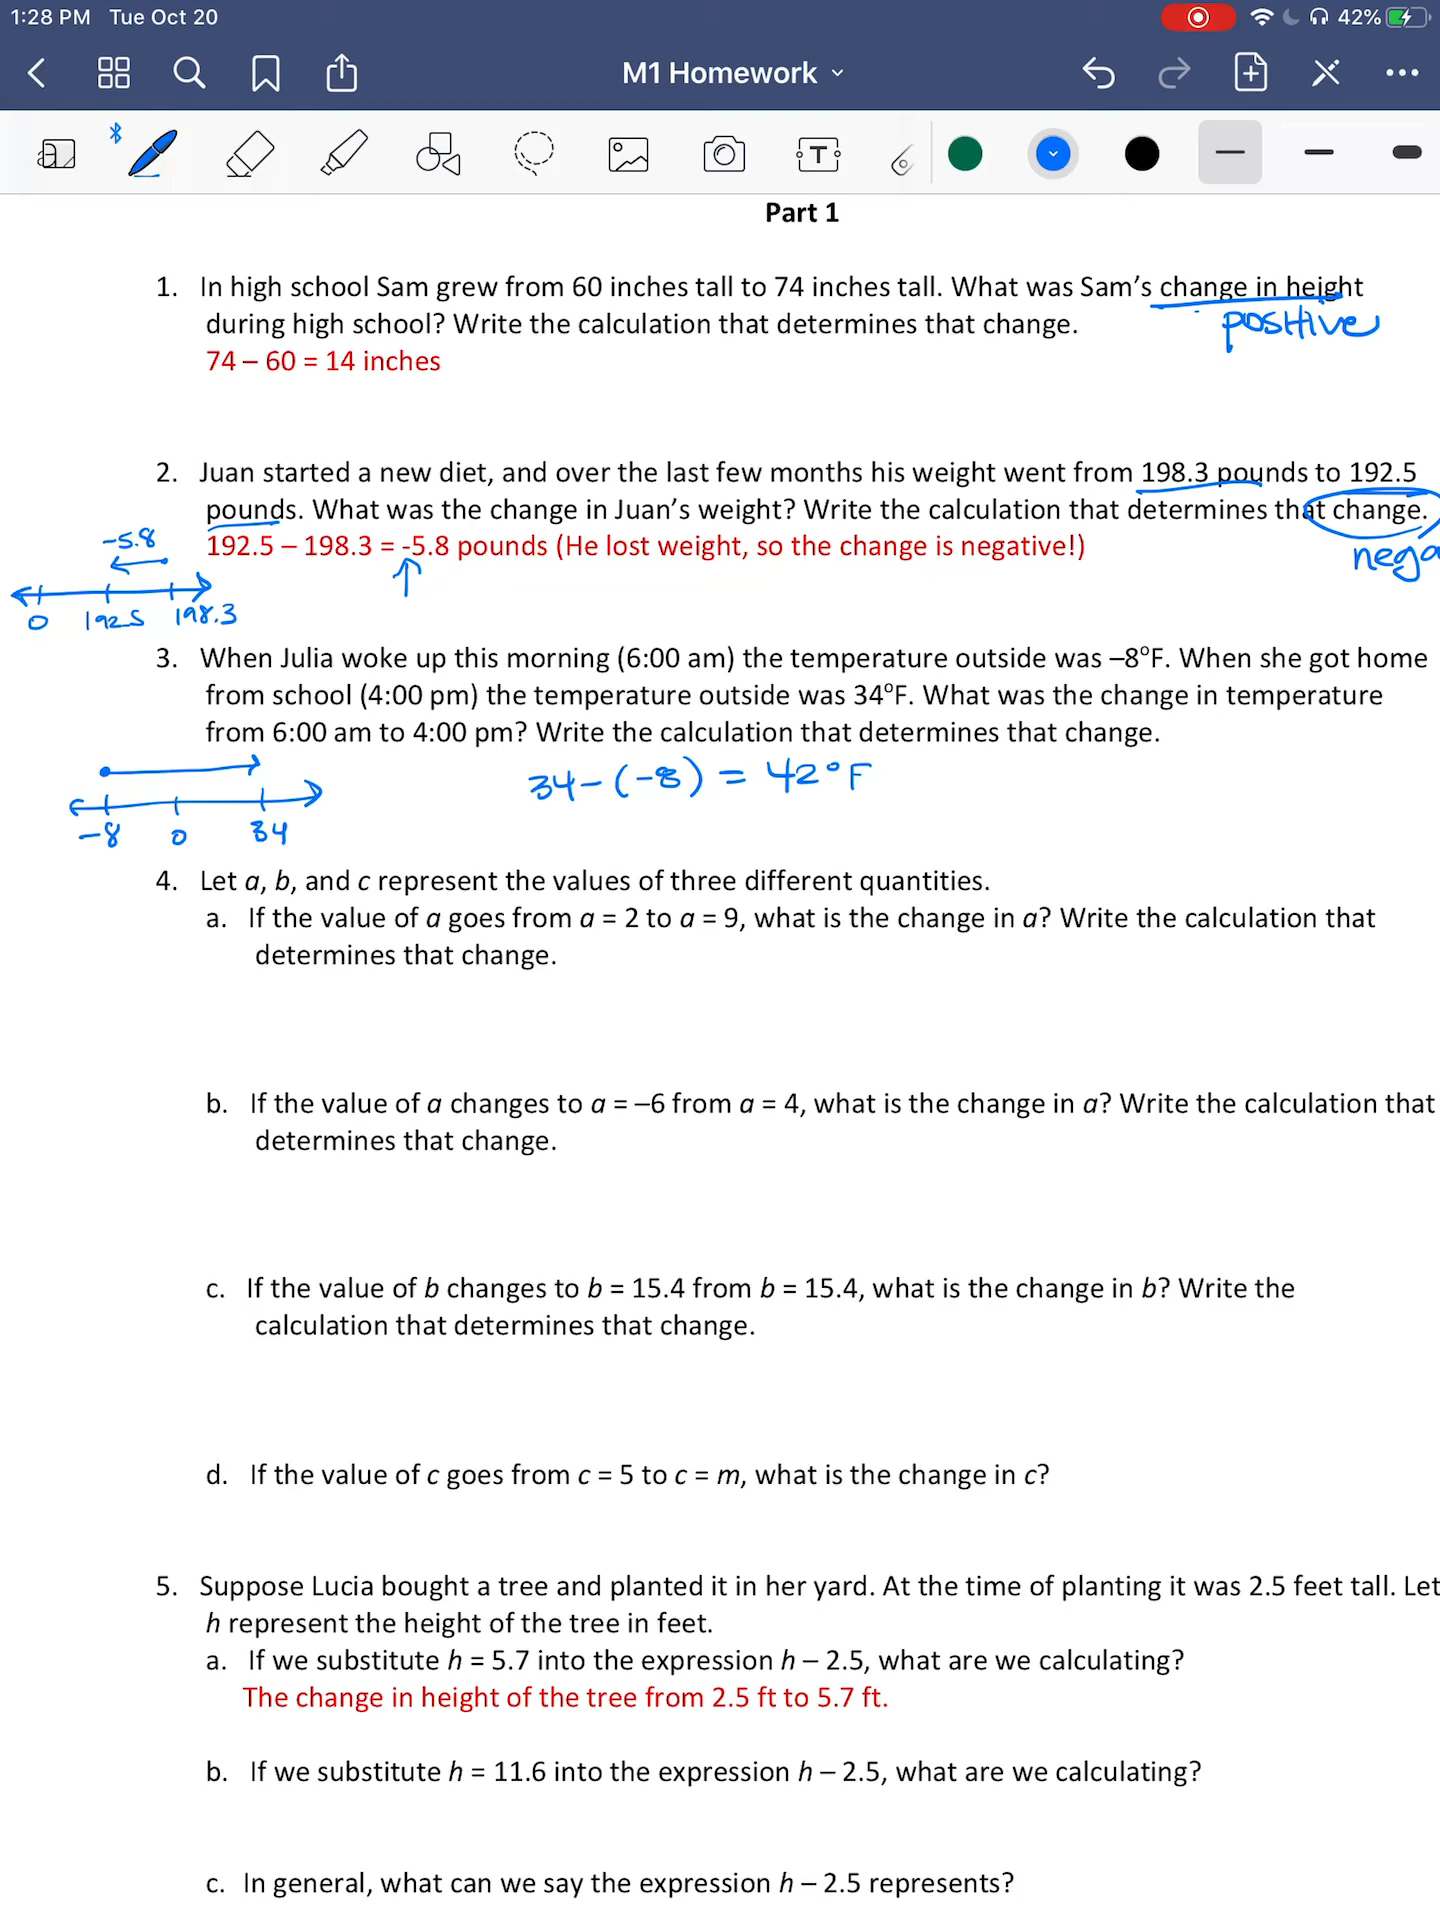 1:28 PM Tue Oct 20
42%
M1 Homework
Part 1
1. In high school Sam grew from 60 inches tall to 74 inches tall. What was Sam's change in height
during high school? Write the calculation that determines that change.
positive
74 – 60 = 14 inches
2. Juan started a new diet, and over the last few months his weight went from 198.3 pounds to 192.5
pounds. What was the change in Juan's weight? Write the calculation that determines that change.
-5.8
192.5 – 198.3 = -5.8 pounds (He lost weight, so the change is negative!)
nega
0 192.5 198.3
3. When Julia woke up this morning (6:00 am) the temperature outside was –8°F. When she got home
from school (4:00 pm) the temperature outside was 34°F. What was the change in temperature
from 6:00 am to 4:00 pm? Write the calculation that determines that change.
34-(-8) = 42°F
-8 0 34
4. Let a, b, and c represent the values of three different quantities.
a. If the value of a goes from a = 2 to a = 9, what is the change in a? Write the calculation that
determines that change.
b. If the value of a changes to a = –6 from a = 4, what is the change in a? Write the calculation that
determines that change.
c. If the value of b changes to b = 15.4 from b = 15.4, what is the change in b? Write the
calculation that determines that change.
d. If the value of c goes from c = 5 to c = m, what is the change in c?
5. Suppose Lucia bought a tree and planted it in her yard. At the time of planting it was 2.5 feet tall. Let
h represent the height of the tree in feet.
a. If we substitute h = 5.7 into the expression h – 2.5, what are we calculating?
The change in height of the tree from 2.5 ft to 5.7 ft.
b. If we substitute h = 11.6 into the expression h – 2.5, what are we calculating?
c. In general, what can we say the expression h – 2.5 represents?